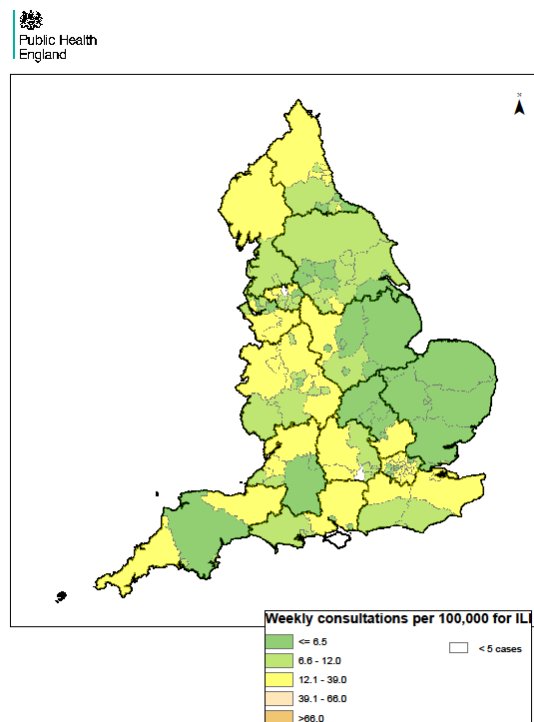 Public Health
England
N
Weekly consultations per 100,000 for ILI
<= 6.5
6.6 - 12.0
12.1 - 39.0
39.1 - 66.0
>66.0
< 5 cases